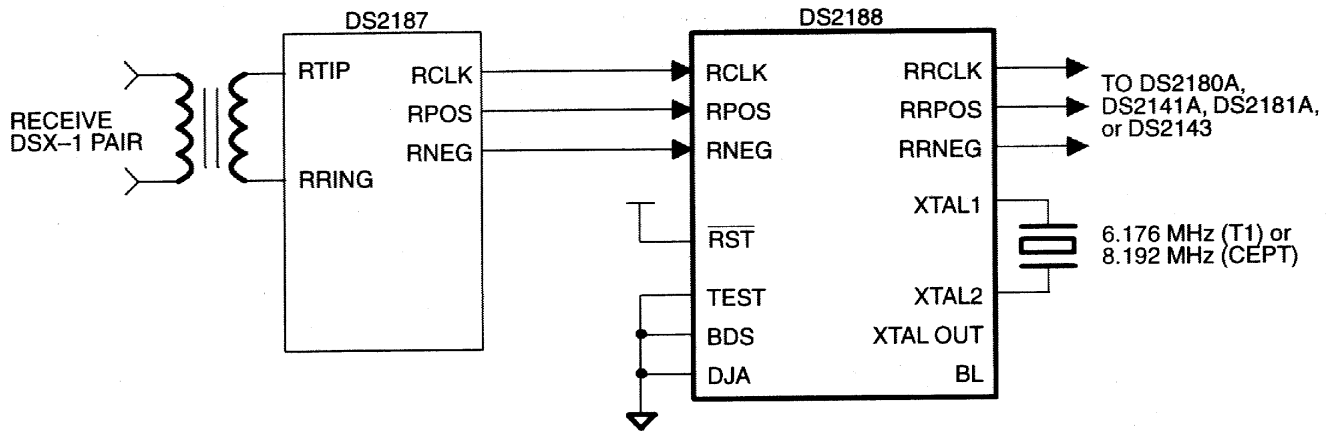 DS2187
DS2188
RTIP
RCLK
RPOS
RNEG
RRING
RECEIVE
DSX–1 PAIR
RCLK
RPOS
RNEG
RST
TEST
BDS
DJA
RRCLK
RRPOS
RRNEG
XTAL1
XTAL2
XTAL OUT
BL
TO DS2180A,
DS2141A, DS2181A,
or DS2143
6.176 MHz (T1) or
8.192 MHz (CEPT)